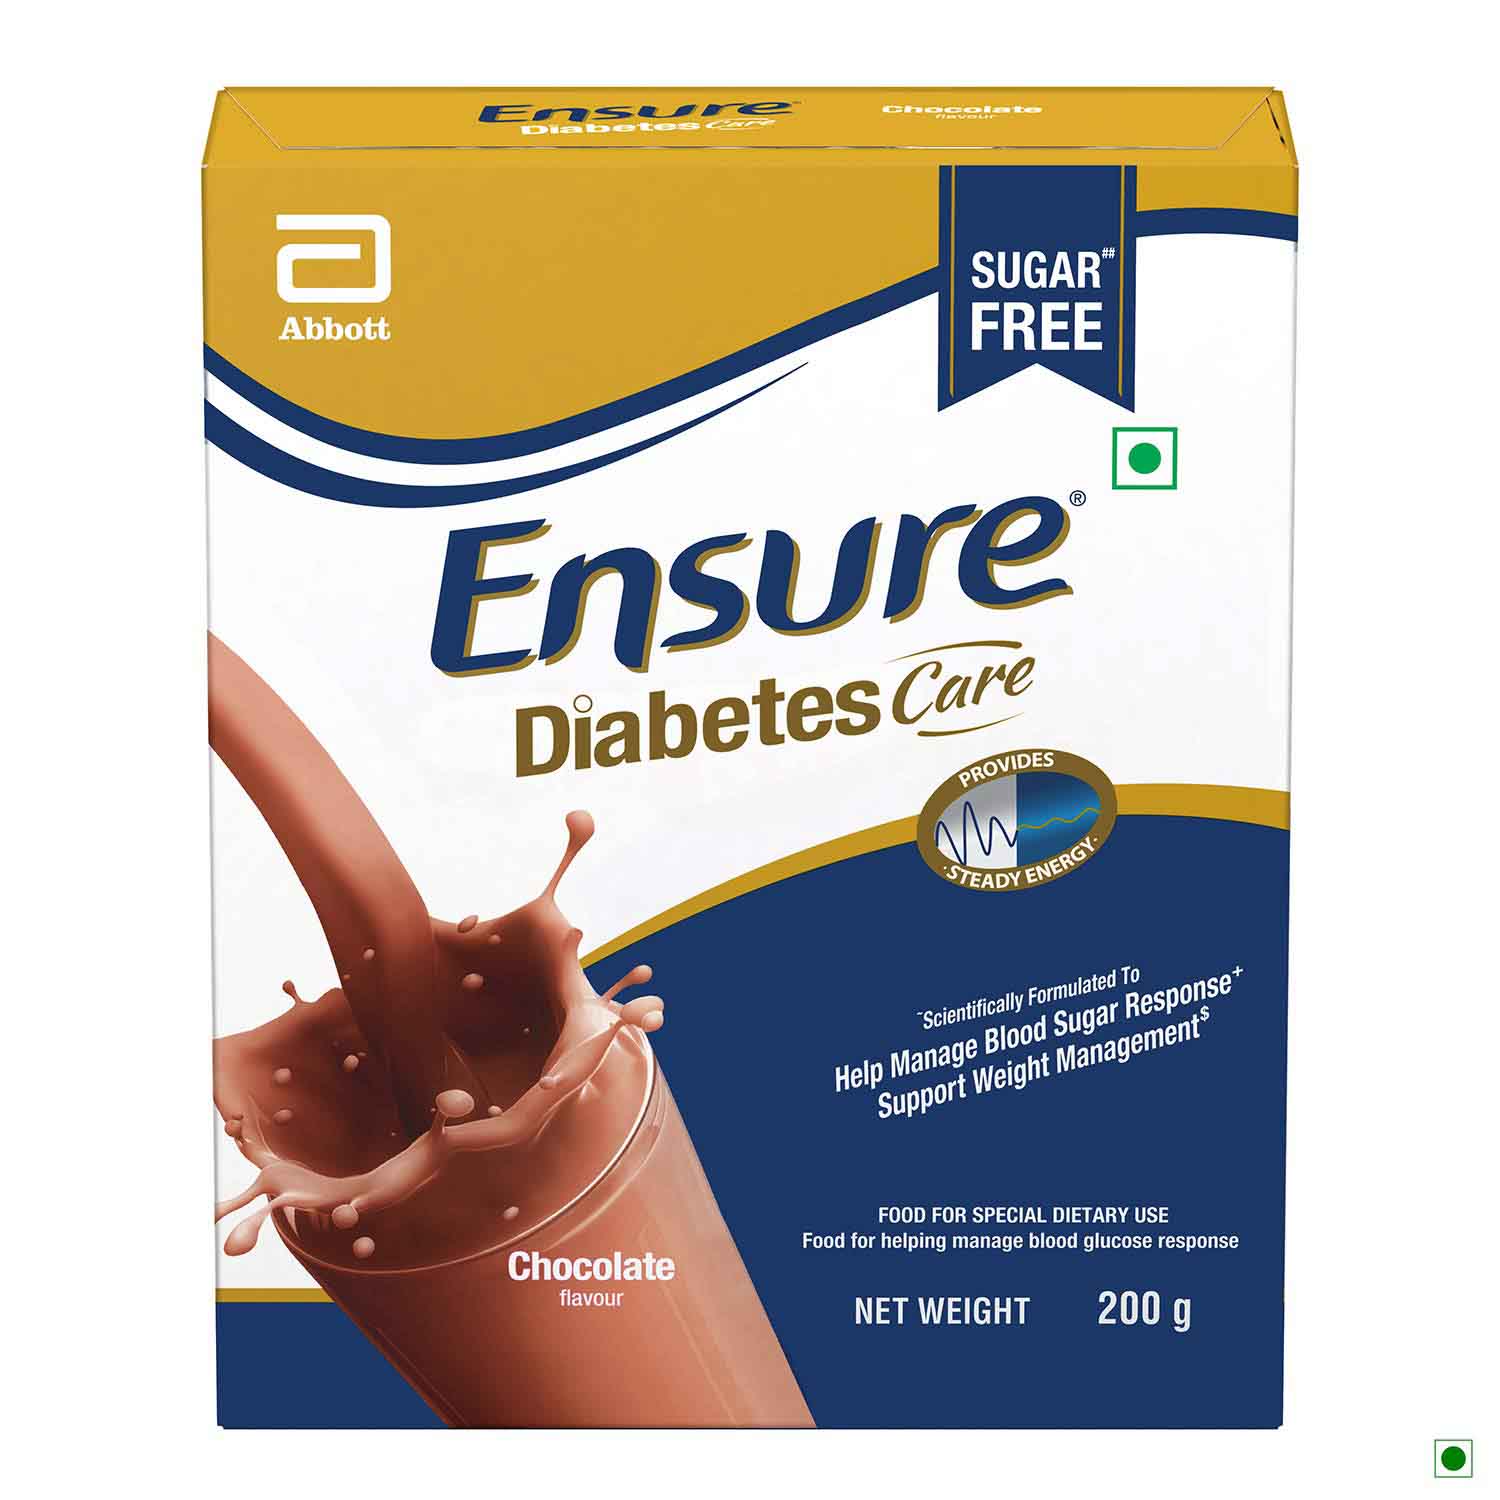 Ensure®
Diabetes Care
Chocolate
flavour
Abbott
SUGAR##
FREE
Ensure®
Diabetes Care
PROVIDES
·STEADY ENERGY·
~Scientifically Formulated To
Help Manage Blood Sugar Response+
Support Weight Management$
Chocolate
flavour
FOOD FOR SPECIAL DIETARY USE
Food for helping manage blood glucose response
NET WEIGHT 200 g